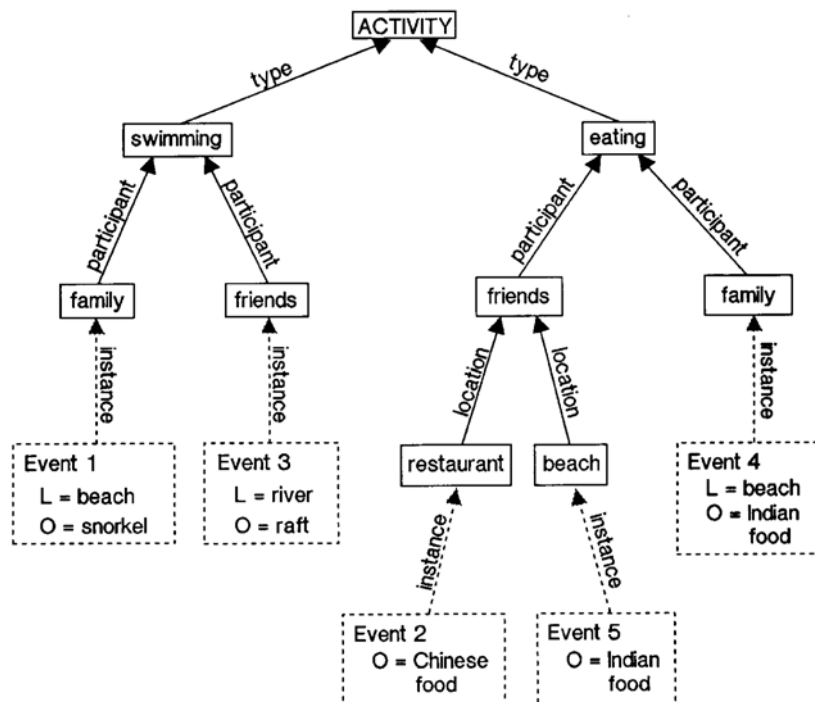 ACTIVITY
type
type
swimming
eating
participant
participant
participant
participant
family
friends
friends
family
instance
instance
location
location
instance
Event 1
L = beach
O = snorkel
Event 3
L = river
O = raft
restaurant
beach
Event 4
L = beach
O = Indian
food
instance
instance
Event 2
O = Chinese
food
Event 5
O = Indian
food